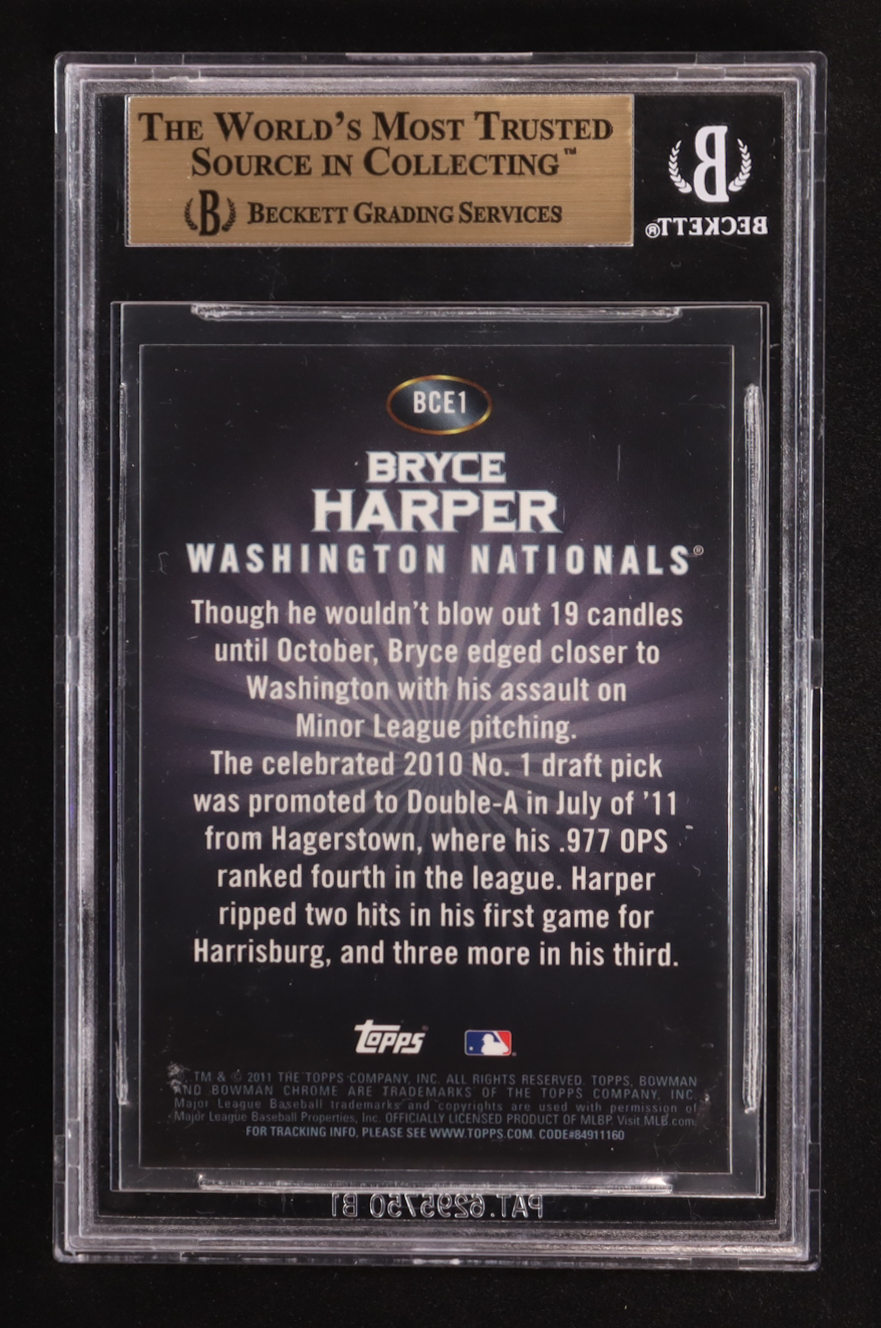 THE WORLD'S MOST TRUSTED
SOURCE IN COLLECTING™
B BECKETT GRADING SERVICES
B
BECKETT®
BCE1
BRYCE
HARPER
WASHINGTON NATIONALS®
Though he wouldn't blow out 19 candles
until October, Bryce edged closer to
Washington with his assault on
Minor League pitching.
The celebrated 2010 No. 1 draft pick
was promoted to Double-A in July of '11
from Hagerstown, where his .977 OPS
ranked fourth in the league. Harper
ripped two hits in his first game for
Harrisburg, and three more in his third.
topps
TM & © 2011 THE TOPPS COMPANY, INC. ALL RIGHTS RESERVED. TOPPS, BOWMAN
AND BOWMAN CHROME ARE TRADEMARKS OF THE TOPPS COMPANY, INC.
Major League Baseball trademarks and copyrights are used with permission of
Major League Baseball Properties, Inc. OFFICIALLY LICENSED PRODUCT OF MLBP. Visit MLB.com.
FOR TRACKING INFO, PLEASE SEE WWW.TOPPS.COM. CODE#84911160
PAT. 6295750 B1